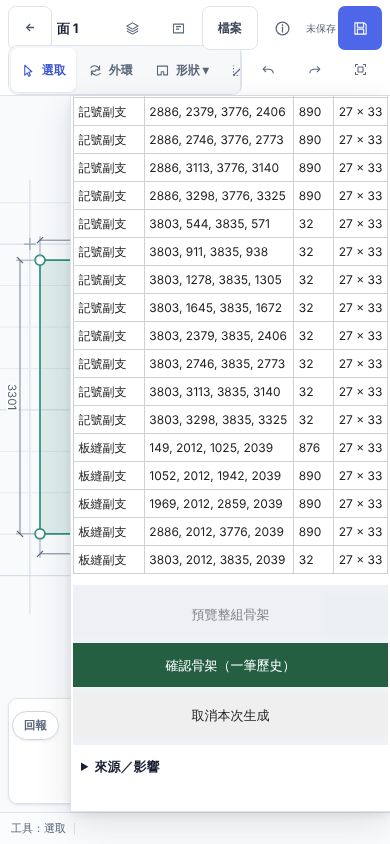 面 1
檔案
未保存
選取
外環
形狀 ▾
記號副支 2886, 2379, 3776, 2406 890 27 × 33
記號副支 2886, 2746, 3776, 2773 890 27 × 33
記號副支 2886, 3113, 3776, 3140 890 27 × 33
記號副支 2886, 3298, 3776, 3325 890 27 × 33
記號副支 3803, 544, 3835, 571 32 27 × 33
記號副支 3803, 911, 3835, 938 32 27 × 33
記號副支 3803, 1278, 3835, 1305 32 27 × 33
記號副支 3803, 1645, 3835, 1672 32 27 × 33
記號副支 3803, 2379, 3835, 2406 32 27 × 33
記號副支 3803, 2746, 3835, 2773 32 27 × 33
記號副支 3803, 3113, 3835, 3140 32 27 × 33
記號副支 3803, 3298, 3835, 3325 32 27 × 33
板縫副支 149, 2012, 1025, 2039 876 27 × 33
板縫副支 1052, 2012, 1942, 2039 890 27 × 33
板縫副支 1969, 2012, 2859, 2039 890 27 × 33
板縫副支 2886, 2012, 3776, 2039 890 27 × 33
板縫副支 3803, 2012, 3835, 2039 32 27 × 33
3301
預覽整組骨架
確認骨架（一筆歷史）
取消本次生成
回報
▶ 來源／影響
工具：選取